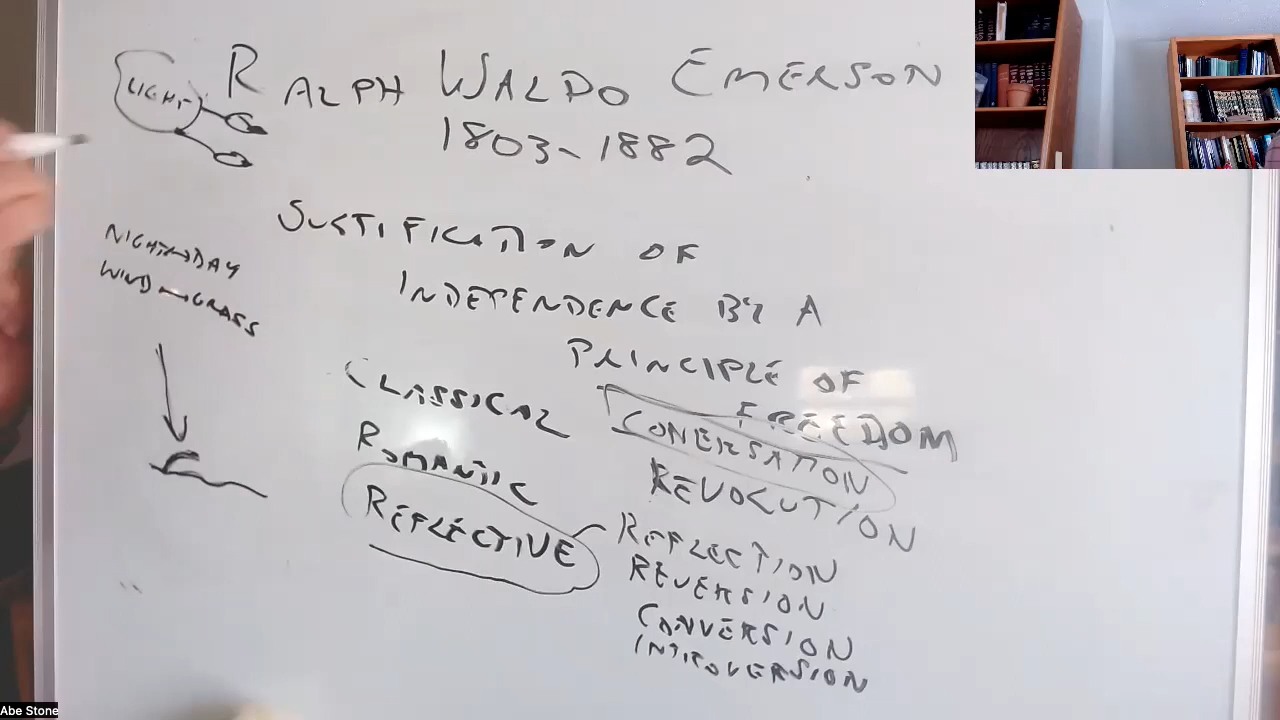 LIGHT
RALPH WALDO EMERSON
1803-1882
JUSTIFICATION OF
INDEPENDENCE BY A
PRINCIPLE OF
FREEDOM
NIGHT DAY
WIND GRASS
CLASSICAL
ROMANTIC
REFLECTIVE
CONERSATION
REVOLUTION
REFLECTION
REVERSION
CONVERSION
INTROVERSION
Abe Stone